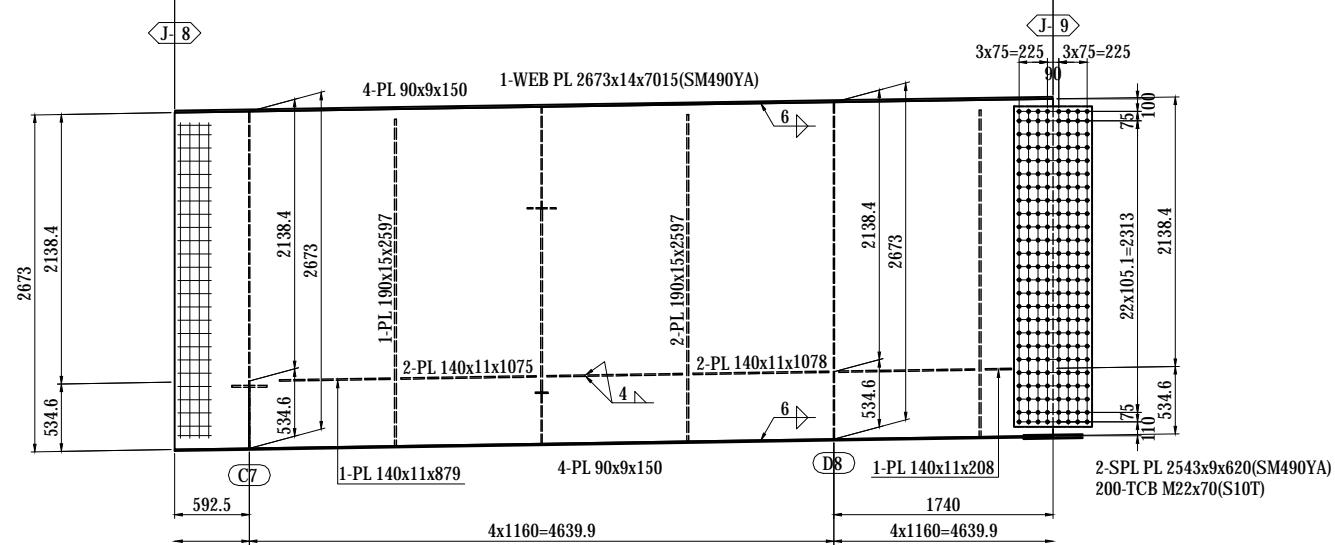 J- 8
J- 9
3x75=225
3x75=225
90
1-WEB PL 2673x14x7015(SM490YA)
4-PL 90x9x150
6
100
75
2138.4
2673
2138.4
2673
2138.4
2673
2138.4
22x105.1=2313
1-PL 190x15x2597
2-PL 190x15x2597
2-PL 140x11x1075
2-PL 140x11x1078
4
534.6
534.6
534.6
534.6
6
75
110
C7
D8
1-PL 140x11x879
4-PL 90x9x150
1-PL 140x11x208
2-SPL PL 2543x9x620(SM490YA)
200-TCB M22x70(S10T)
592.5
1740
4x1160=4639.9
4x1160=4639.9